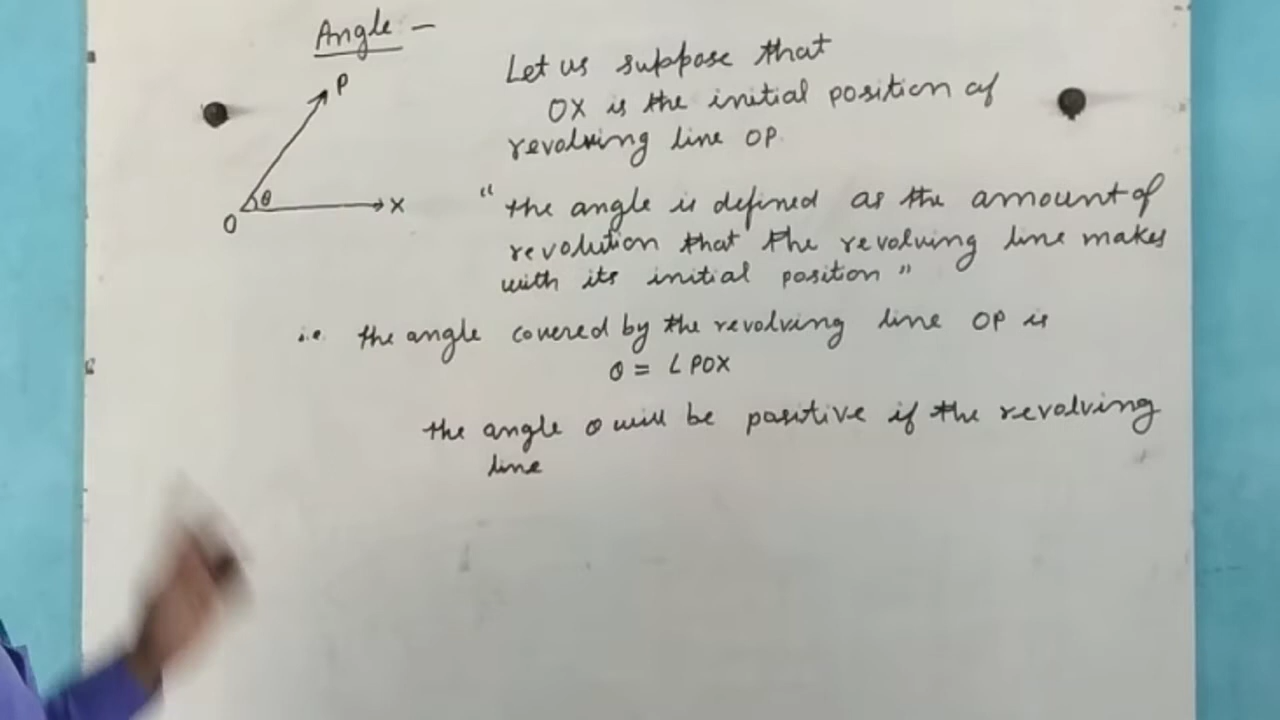 Angle -
P
θ
X
O
Let us suppose that
OX is the initial position of
revolving line OP.
"the angle is defined as the amount of
revolution that the revolving line makes
with its initial position"
i.e. the angle covered by the revolving line OP is
θ = ∠POX
the angle θ will be positive if the revolving
line